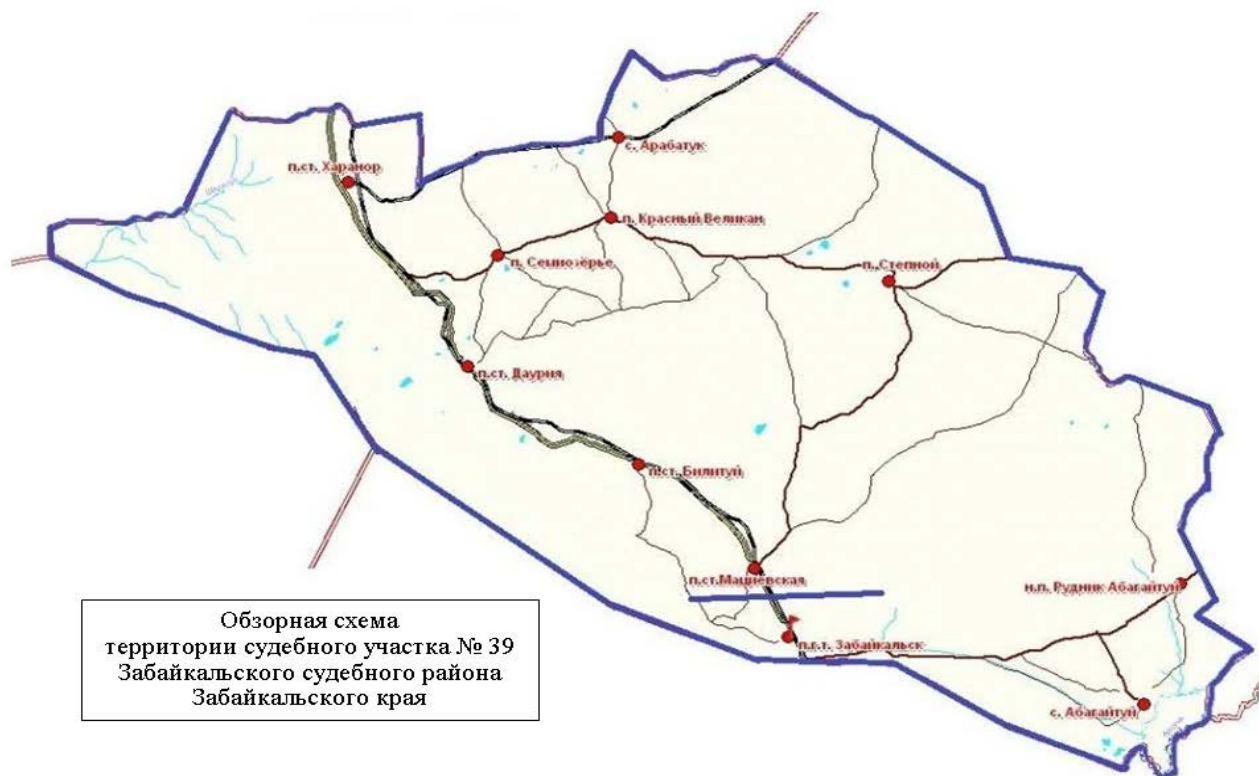 с. Арабатук
п.ст. Харанор
п. Красный Великан
п. Семиозёрье
п. Степной
п.ст. Даурия
п.ст. Билитуй
п.ст.Мациевская
н.п. Рудник Абагайтуй
п.г.т. Забайкальск
с. Абагайтуй
Обзорная схема
территории судебного участка № 39
Забайкальского судебного района
Забайкальского края